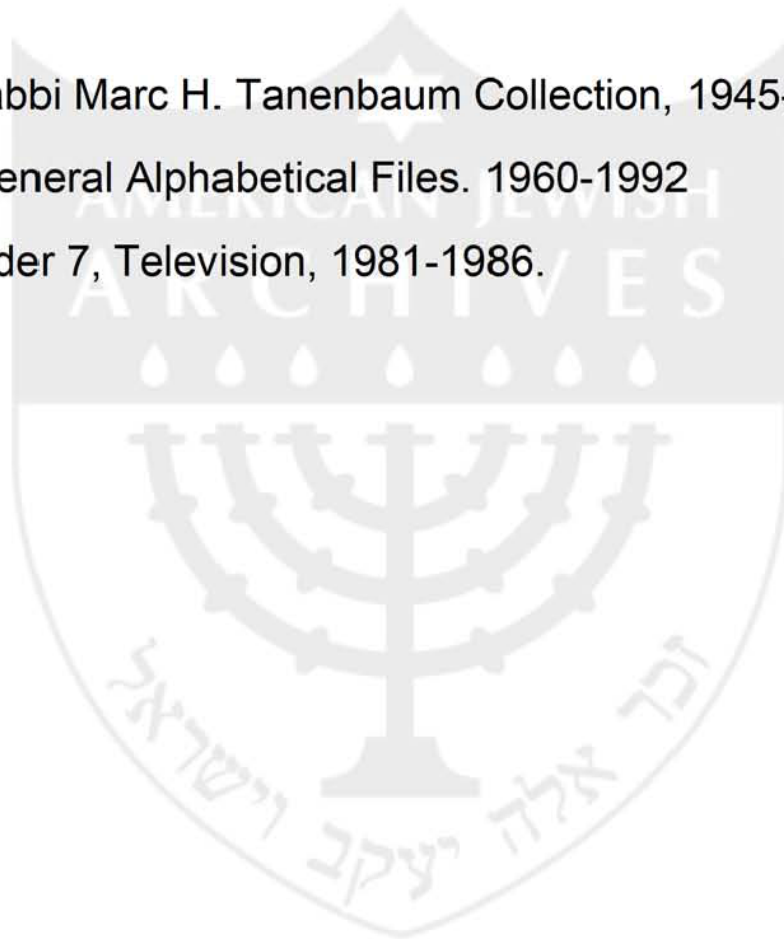 abbi Marc H. Tanenbaum Collection, 1945-
eneral Alphabetical Files. 1960-1992
AMERICAN JEWISH
der 7, Television, 1981-1986.
ARCHIVES
זכר אלה יעקב וישראל